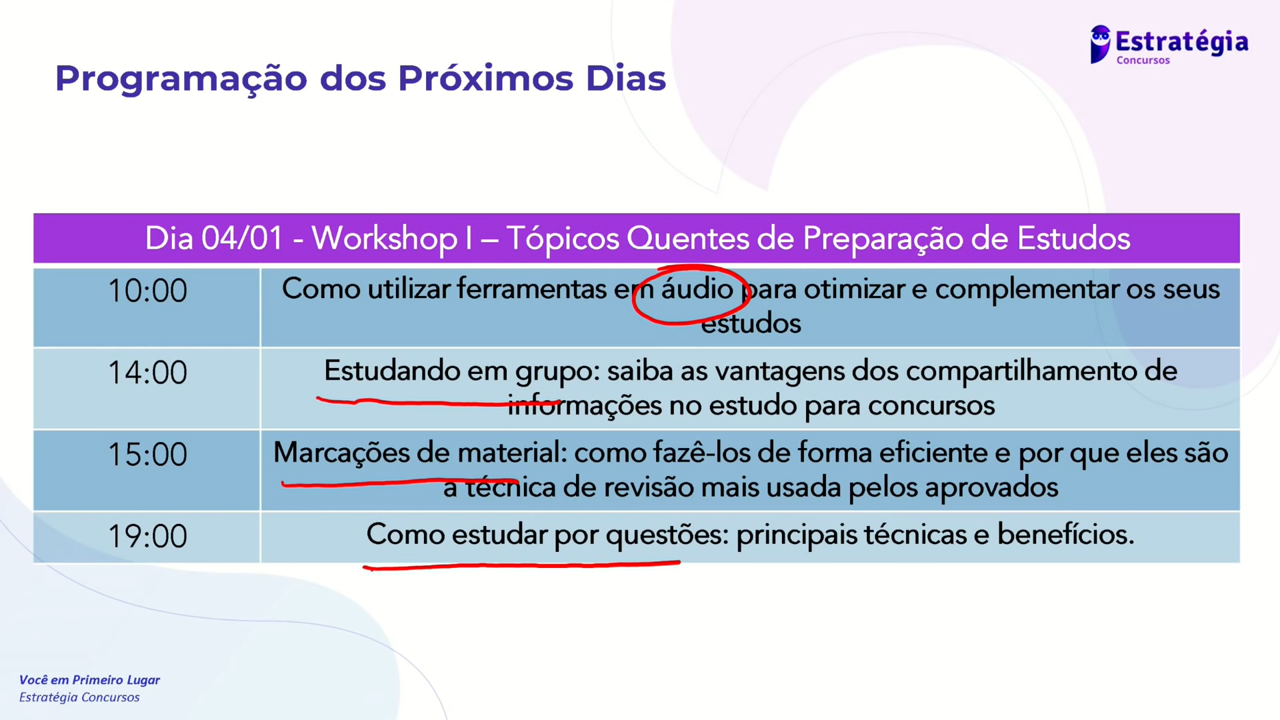 Estratégia
Concursos
Programação dos Próximos Dias
Dia 04/01 - Workshop I – Tópicos Quentes de Preparação de Estudos
10:00
Como utilizar ferramentas em áudio para otimizar e complementar os seus
estudos
14:00
Estudando em grupo: saiba as vantagens dos compartilhamento de
informações no estudo para concursos
15:00
Marcações de material: como fazê-los de forma eficiente e por que eles são
a técnica de revisão mais usada pelos aprovados
19:00
Como estudar por questões: principais técnicas e benefícios.
Você em Primeiro Lugar
Estratégia Concursos